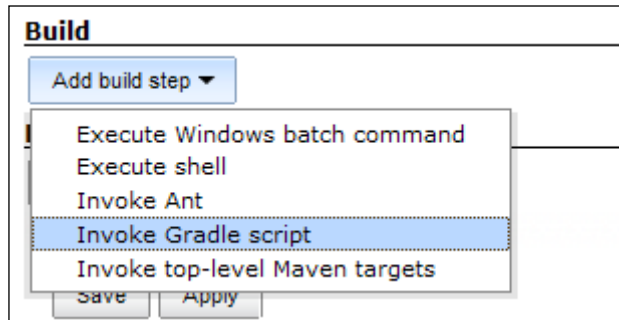 Build
Add build step
Execute Windows batch command
Execute shell
Invoke Ant
Invoke Gradle script
Invoke top-level Maven targets
Save Apply